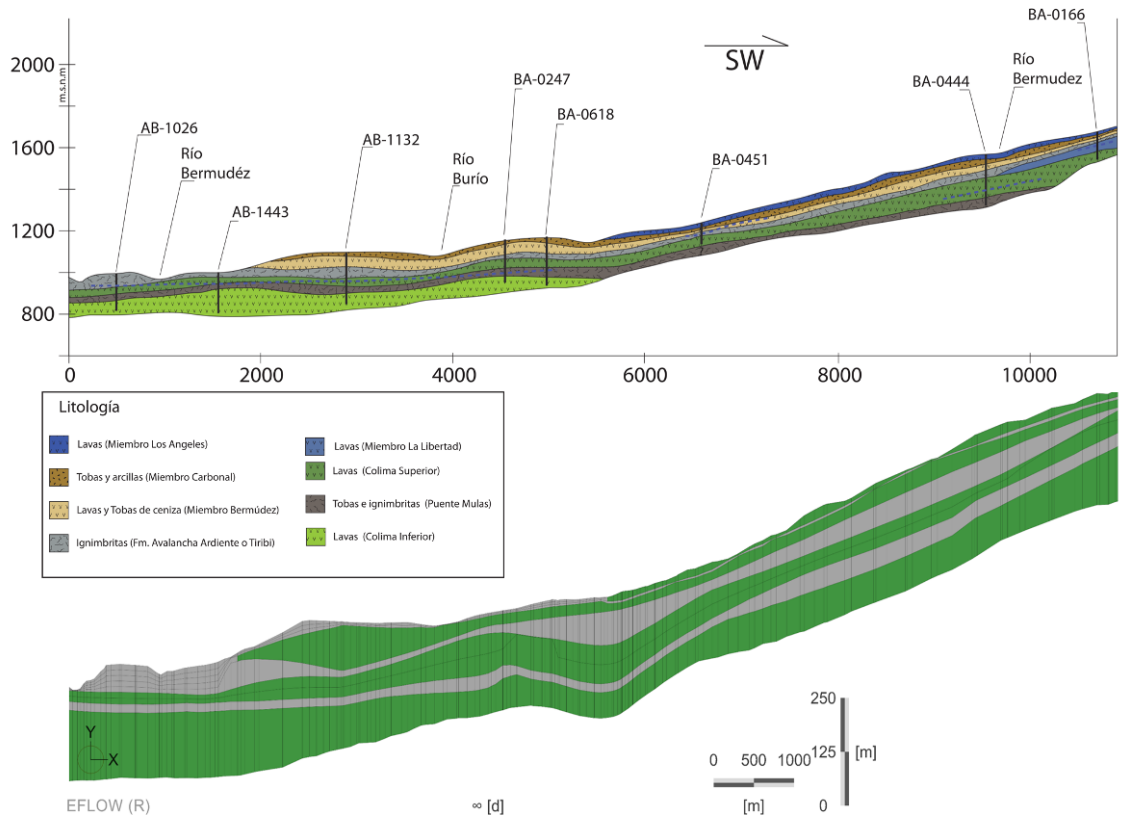 BA-0166
2000
m.s.n.m
SW
Río
Bermudez
BA-0247
BA-0444
BA-0618
1600
AB-1026
AB-1132
Río
Bermudéz
Río
Burío
BA-0451
AB-1443
1200
800
0
2000
4000
6000
8000
10000
Litología
Lavas (Miembro Los Angeles)
Lavas (Miembro La Libertad)
Tobas y arcillas (Miembro Carbonal)
Lavas (Colima Superior)
Lavas y Tobas de ceniza (Miembro Bermúdez)
Tobas e ignimbritas (Puente Mulas)
Ignimbritas (Fm. Avalancha Ardiente o Tiribi)
Lavas (Colima Inferior)
250
Y
X
125
[m]
0 500 1000
0
EFLOW (R)
∞ [d]
[m]